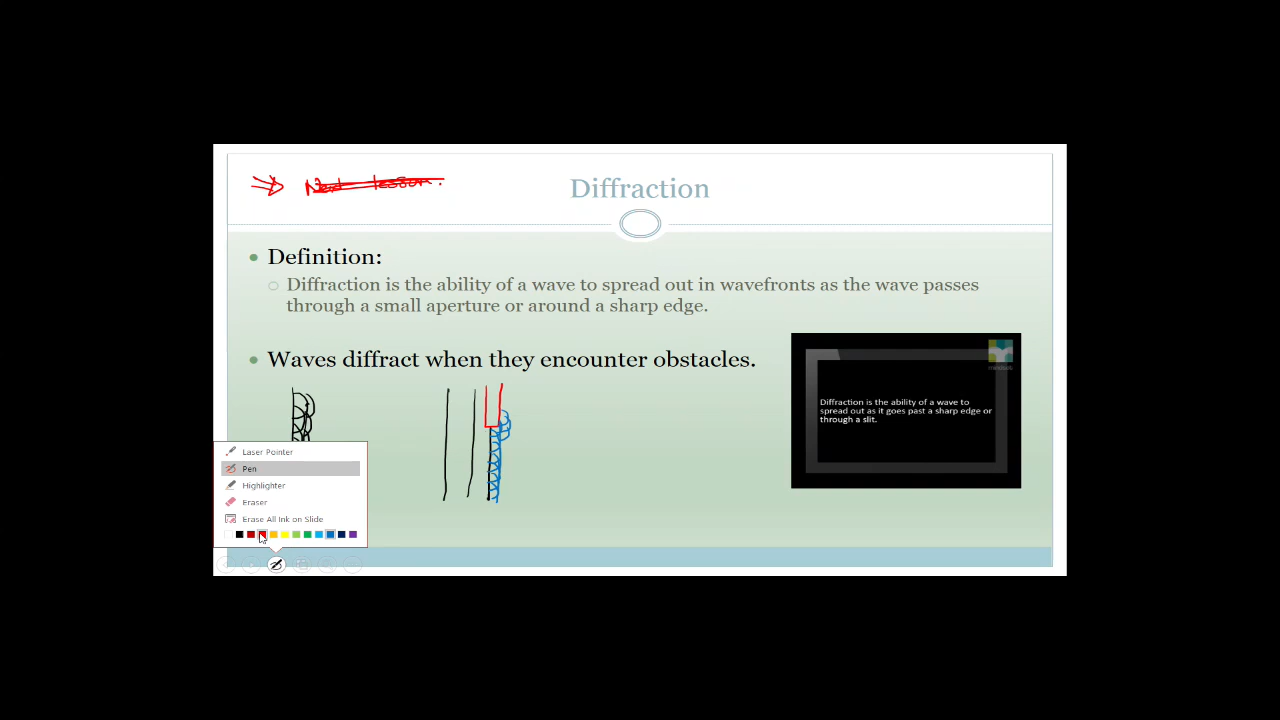 Next lesson.
Diffraction
Definition:
Diffraction is the ability of a wave to spread out in wavefronts as the wave passes
through a small aperture or around a sharp edge.
Waves diffract when they encounter obstacles.
mindset
Diffraction is the ability of a wave to
spread out as it goes past a sharp edge or
through a slit.
Laser Pointer
Pen
Highlighter
Eraser
Erase All Ink on Slide